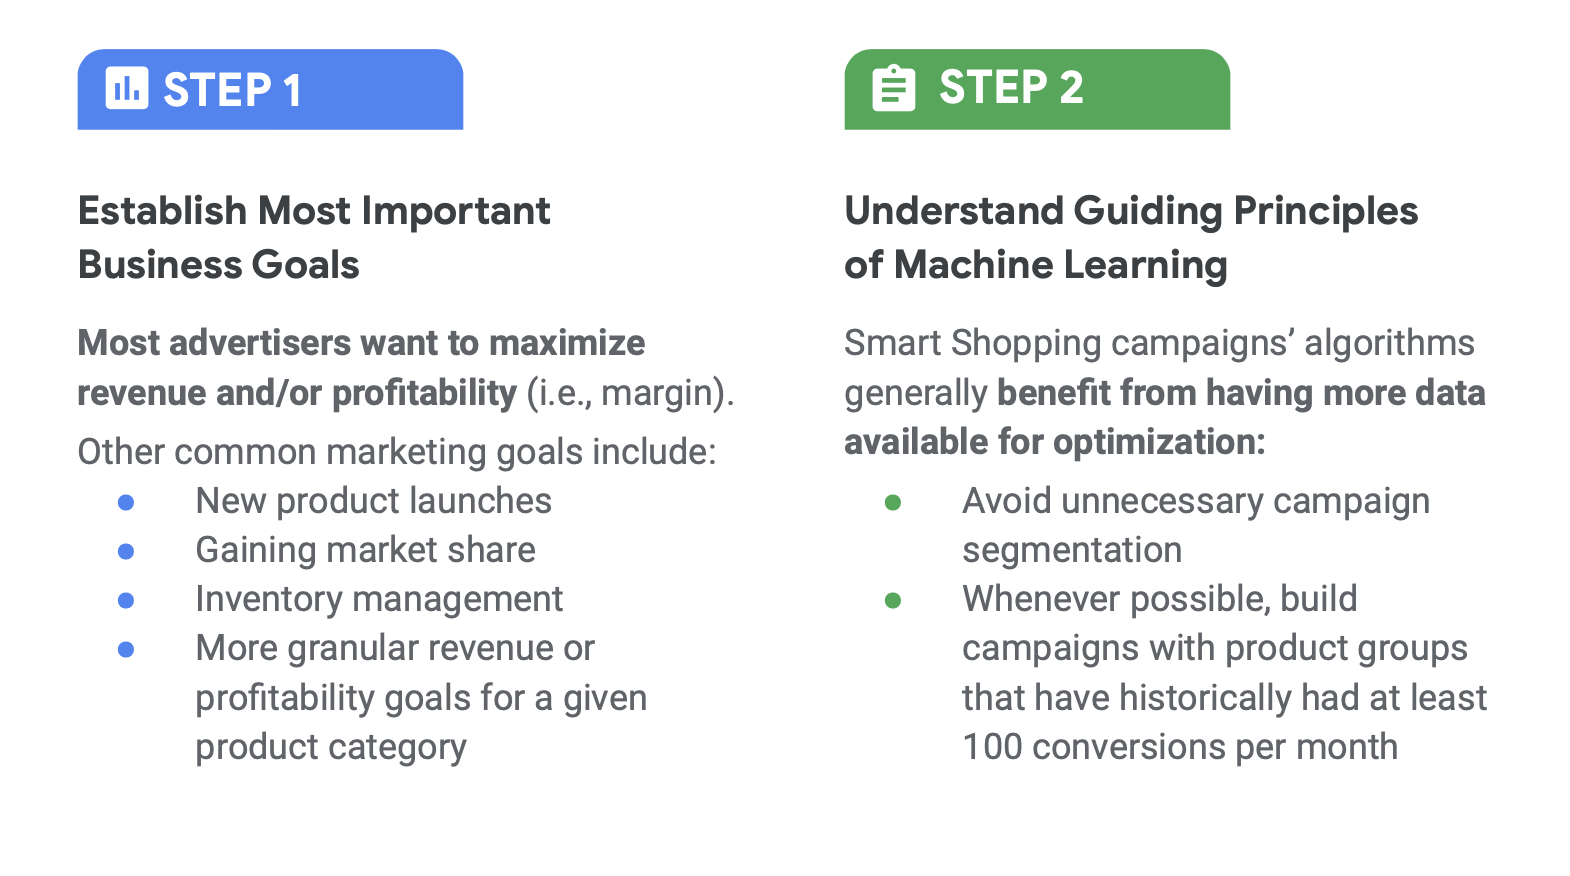 STEP 1
Establish Most Important
Business Goals
Most advertisers want to maximize
revenue and/or profitability (i.e., margin).
Other common marketing goals include:
● New product launches
● Gaining market share
● Inventory management
● More granular revenue or
profitability goals for a given
product category
STEP 2
Understand Guiding Principles
of Machine Learning
Smart Shopping campaigns’ algorithms
generally benefit from having more data
available for optimization:
● Avoid unnecessary campaign
segmentation
● Whenever possible, build
campaigns with product groups
that have historically had at least
100 conversions per month